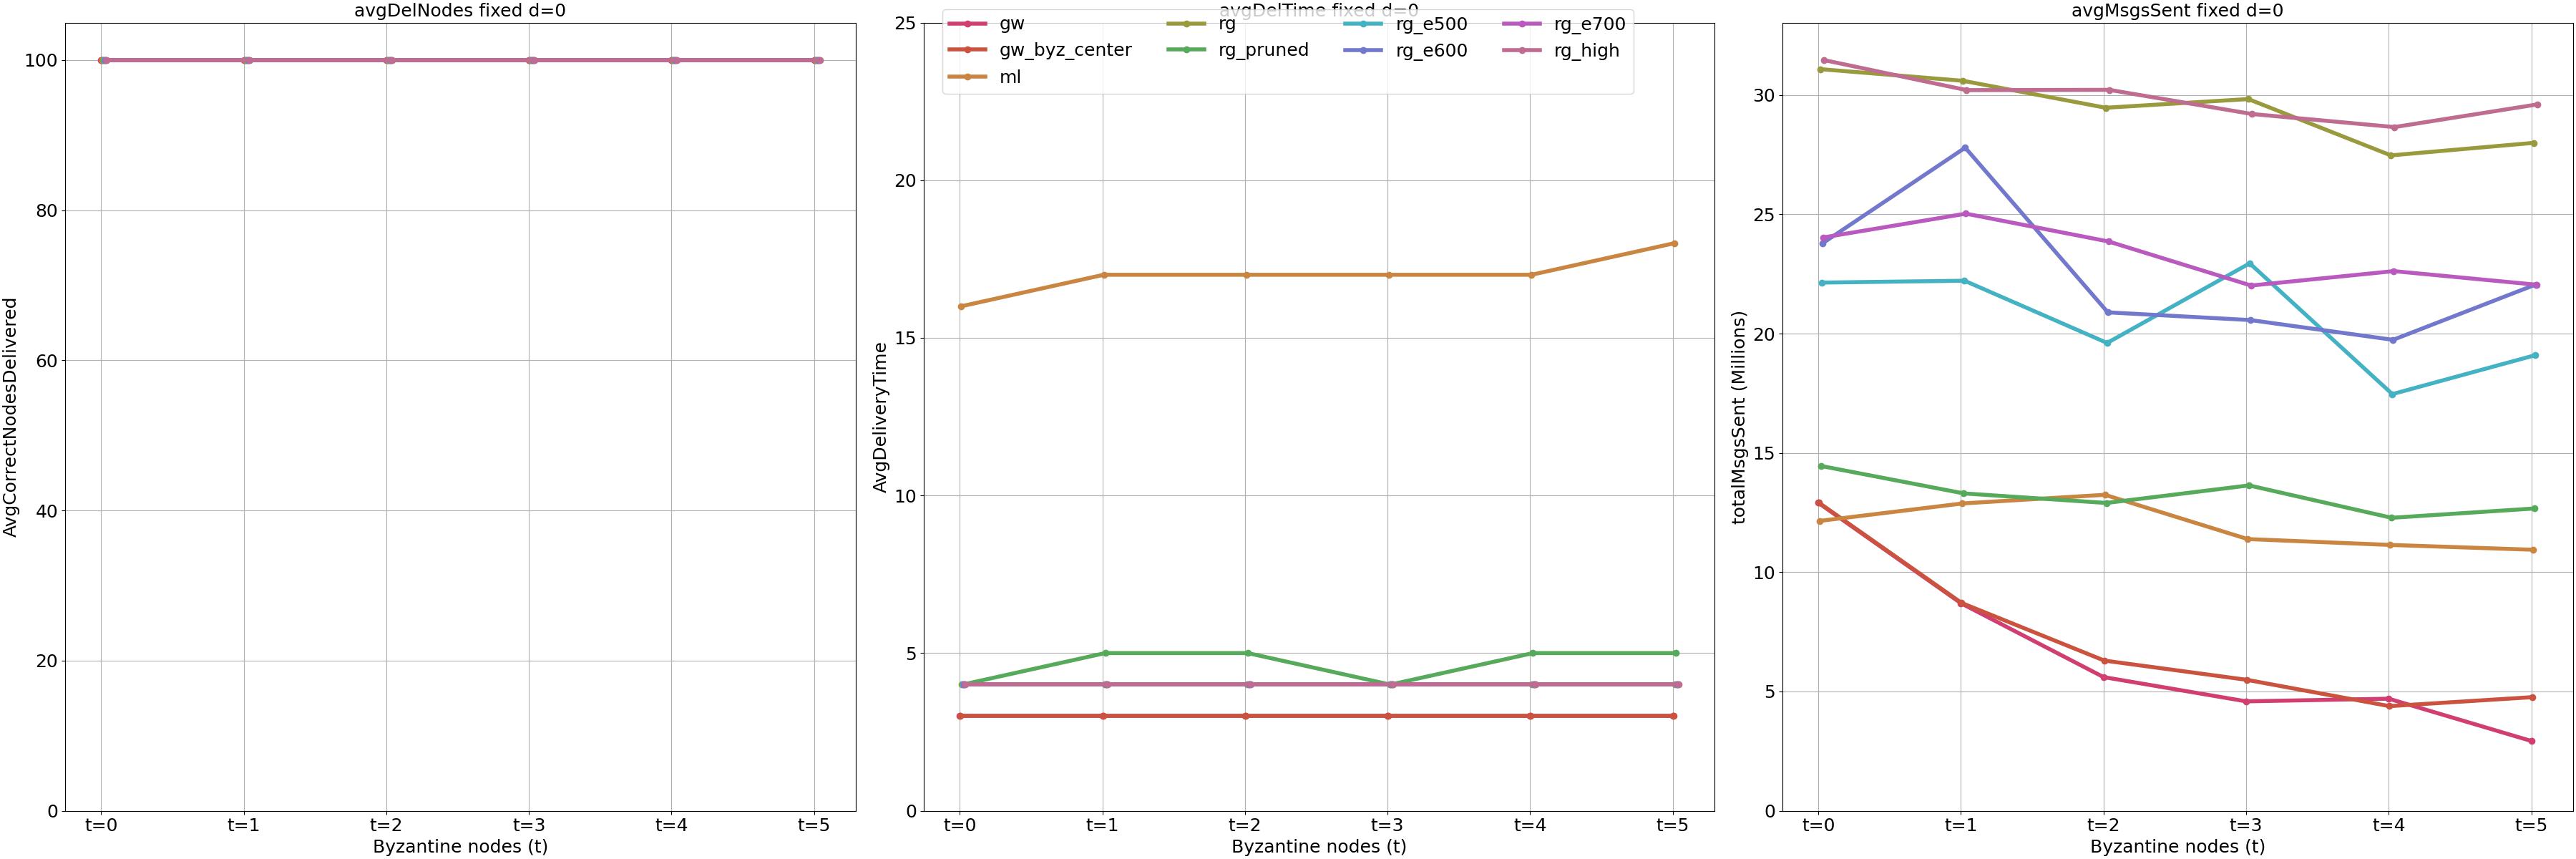 avgDelNodes fixed d=0
AvgCorrectNodesDelivered
100
80
60
40
20
0
t=0 t=1 t=2 t=3 t=4 t=5
Byzantine nodes (t)
avgDelTime fixed d=0
gw rg rg_e500 rg_e700
gw_byz_center rg_pruned rg_e600 rg_high
ml
AvgDeliveryTime
25
20
15
10
5
0
t=0 t=1 t=2 t=3 t=4 t=5
Byzantine nodes (t)
avgMsgsSent fixed d=0
totalMsgsSent (Millions)
30
25
20
15
10
5
0
t=0 t=1 t=2 t=3 t=4 t=5
Byzantine nodes (t)